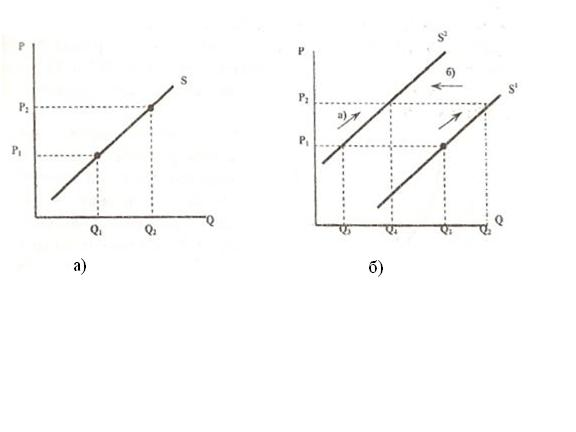 P
S
P₂
P₁
Q₁ Q₂ Q
а)
P
S²
б)
S¹
P₂
а)
P₁
Q
Q₃ Q₄ Q₁ Q₂
б)